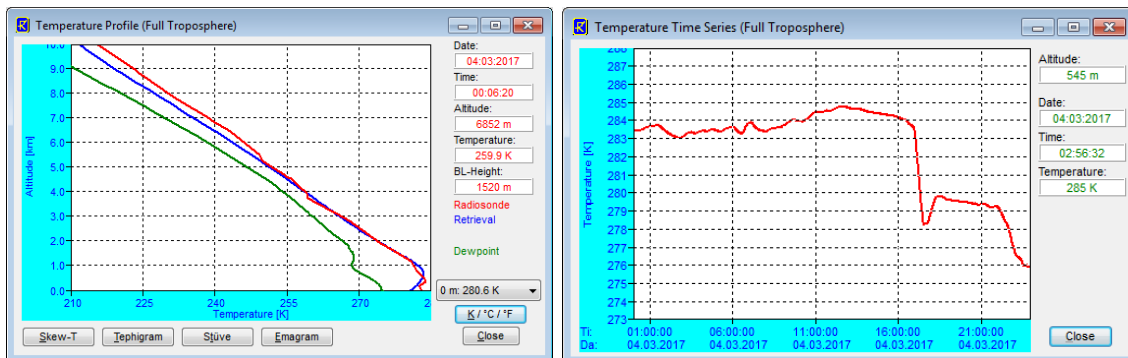 Temperature Profile (Full Troposphere)
10.0
9.0
8.0
7.0
6.0
5.0
4.0
3.0
2.0
1.0
0.0
Altitude [km]
210 225 240 255 270 2
Temperature [K]
Date:
04:03:2017
Time:
00:06:20
Altitude:
6852 m
Temperature:
259.9 K
BL-Height:
1520 m
Radiosonde
Retrieval
Dewpoint
0 m: 280.6 K
K / °C / °F
Skew-T Tephigram Stüve Emagram Close
Temperature Time Series (Full Troposphere)
288
287
286
285
284
283
282
281
280
279
278
277
276
275
274
273
Temperature [K]
Ti: 01:00:00 06:00:00 11:00:00 16:00:00 21:00:00
Da: 04.03.2017 04.03.2017 04.03.2017 04.03.2017 04.03.2017
Altitude:
545 m
Date:
04:03:2017
Time:
02:56:32
Temperature:
285 K
Close